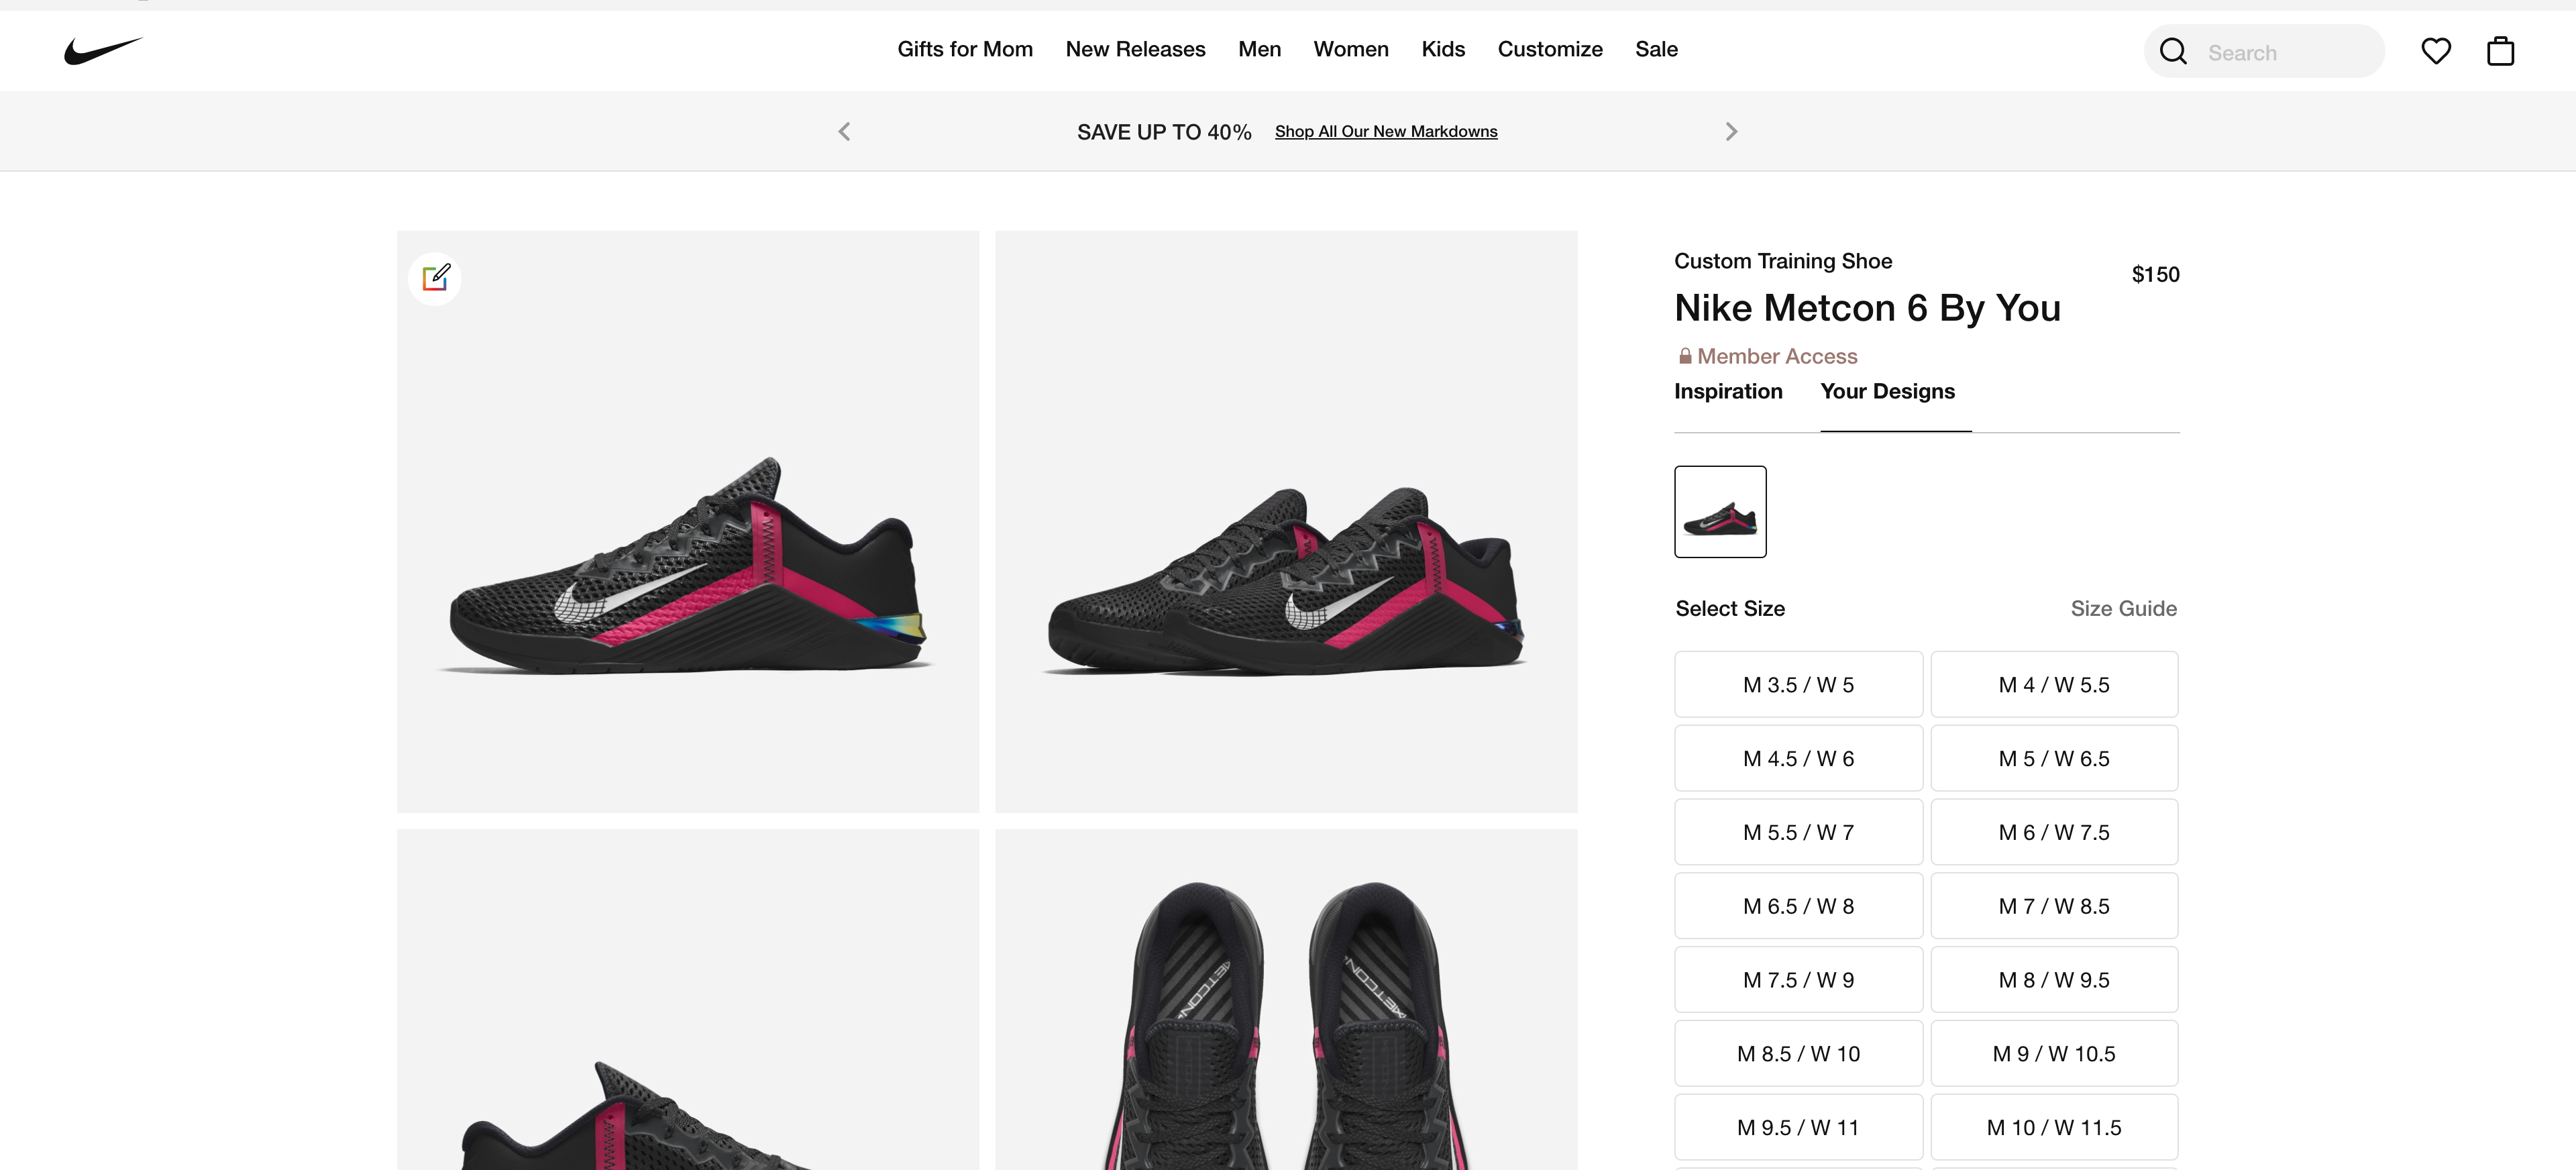 Gifts for Mom New Releases Men Women Kids Customize Sale Search
SAVE UP TO 40% Shop All Our New Markdowns
Custom Training Shoe
$150
Nike Metcon 6 By You
Member Access
Inspiration Your Designs
Select Size Size Guide
M 3.5 / W 5 M 4 / W 5.5
M 4.5 / W 6 M 5 / W 6.5
M 5.5 / W 7 M 6 / W 7.5
M 6.5 / W 8 M 7 / W 8.5
M 7.5 / W 9 M 8 / W 9.5
M 8.5 / W 10 M 9 / W 10.5
M 9.5 / W 11 M 10 / W 11.5
METCON METCON